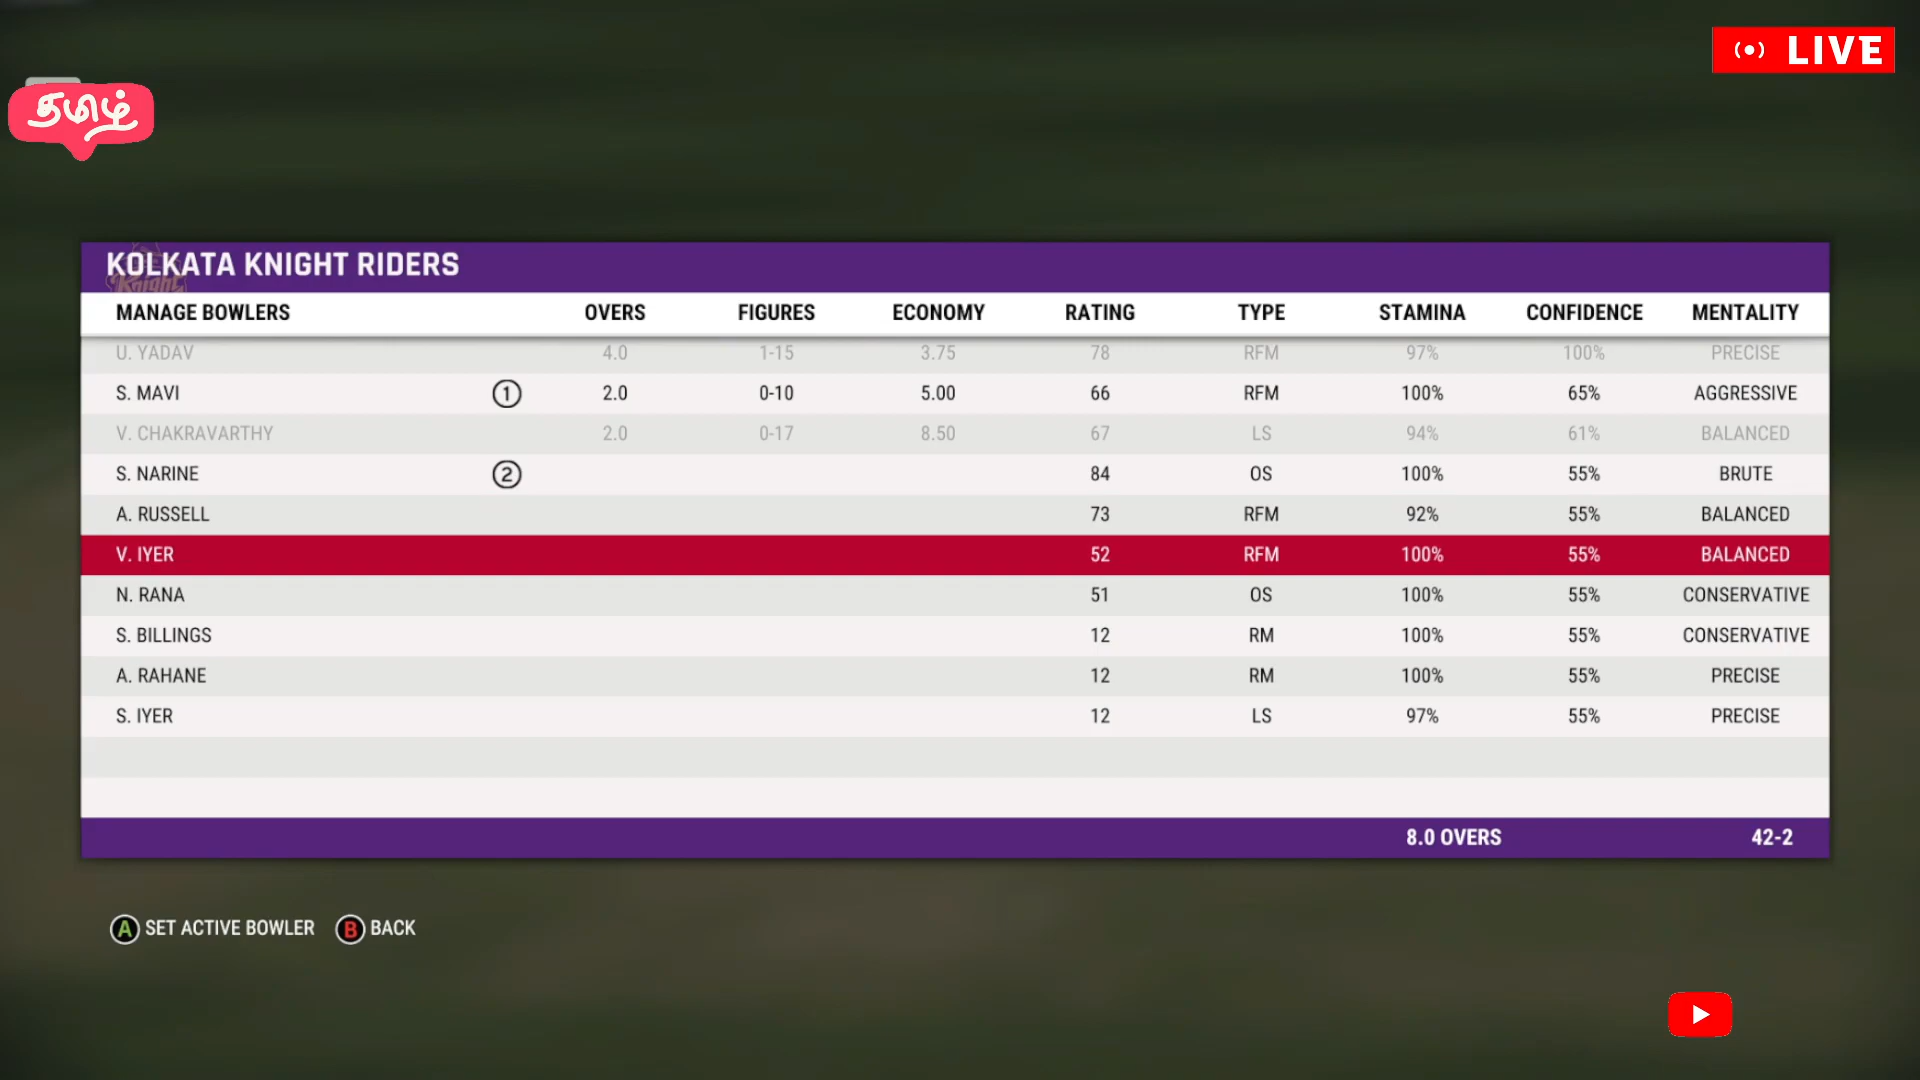 LIVE
தமிழ்
KOLKATA KNIGHT RIDERS
MANAGE BOWLERS OVERS FIGURES ECONOMY RATING TYPE STAMINA CONFIDENCE MENTALITY
U. YADAV 4.0 1-15 3.75 78 RFM 97% 100% PRECISE
S. MAVI 1 2.0 0-10 5.00 66 RFM 100% 65% AGGRESSIVE
V. CHAKRAVARTHY 2.0 0-17 8.50 67 LS 94% 61% BALANCED
S. NARINE 2 84 OS 100% 55% BRUTE
A. RUSSELL 73 RFM 92% 55% BALANCED
V. IYER 52 RFM 100% 55% BALANCED
N. RANA 51 OS 100% 55% CONSERVATIVE
S. BILLINGS 12 RM 100% 55% CONSERVATIVE
A. RAHANE 12 RM 100% 55% PRECISE
S. IYER 12 LS 97% 55% PRECISE
8.0 OVERS 42-2
A SET ACTIVE BOWLER B BACK